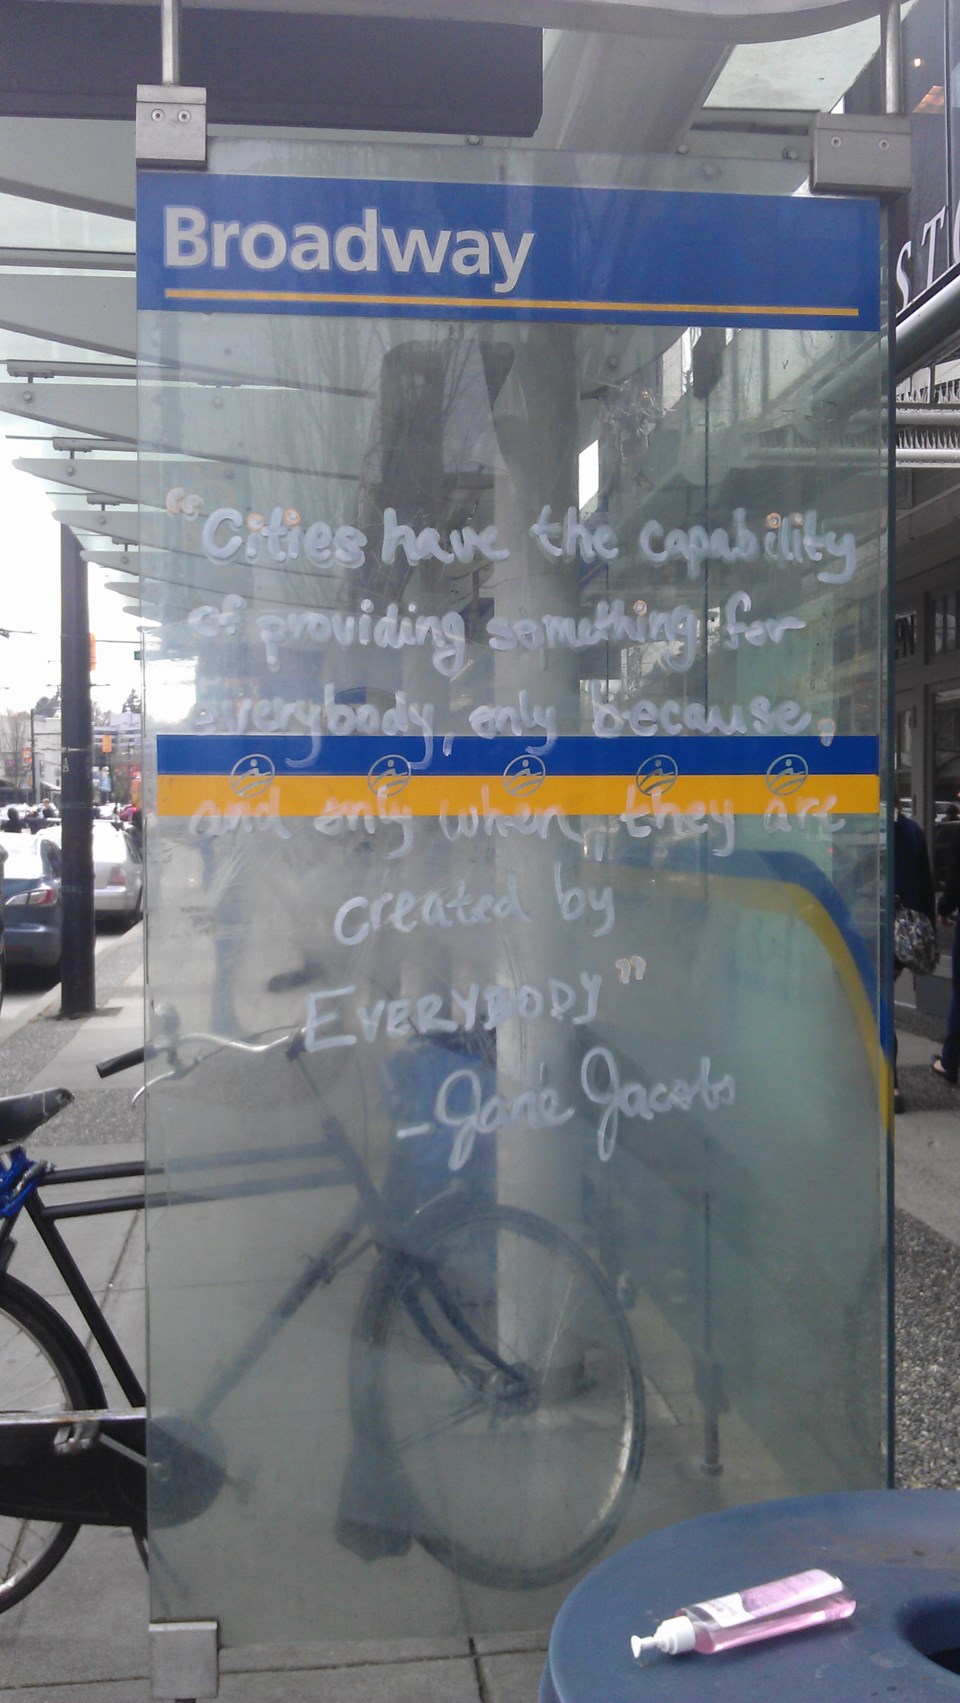 Broadway
STO
"Cities have the capability
of providing something for
everybody, only because,
and only when, they are
created by
EVERYBODY"
-Jane Jacobs